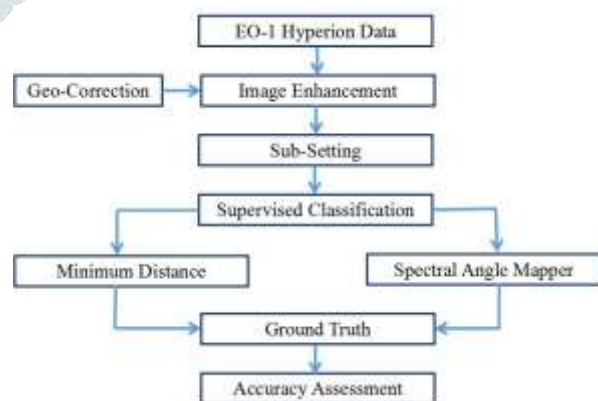 EO-1 Hyperion Data
Geo-Correction
Image Enhancement
Sub-Setting
Supervised Classification
Minimum Distance
Spectral Angle Mapper
Ground Truth
Accuracy Assessment